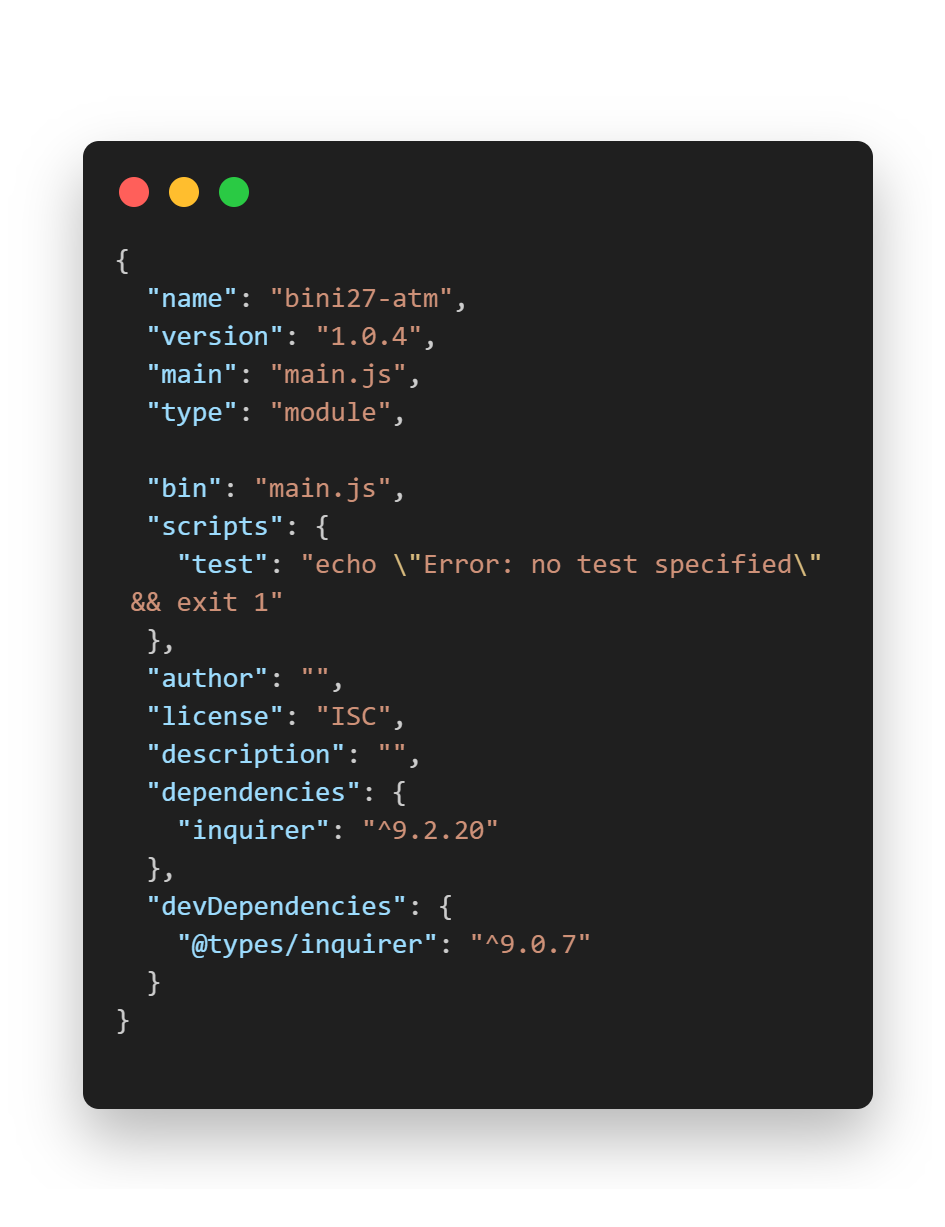 {
  "name": "bini27-atm",
  "version": "1.0.4",
  "main": "main.js",
  "type": "module",

  "bin": "main.js",
  "scripts": {
    "test": "echo \"Error: no test specified\"
 && exit 1"
  },
  "author": "",
  "license": "ISC",
  "description": "",
  "dependencies": {
    "inquirer": "^9.2.20"
  },
  "devDependencies": {
    "@types/inquirer": "^9.0.7"
  }
}